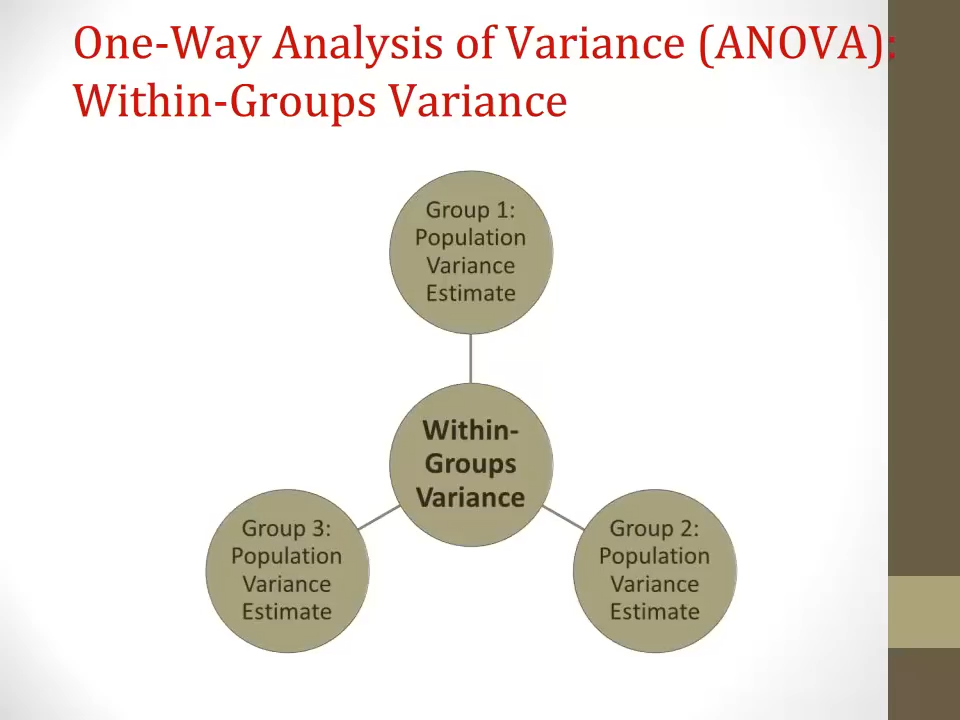 One-Way Analysis of Variance (ANOVA):
Within-Groups Variance
Group 1:
Population
Variance
Estimate
Within-
Groups
Variance
Group 3:
Population
Variance
Estimate
Group 2:
Population
Variance
Estimate